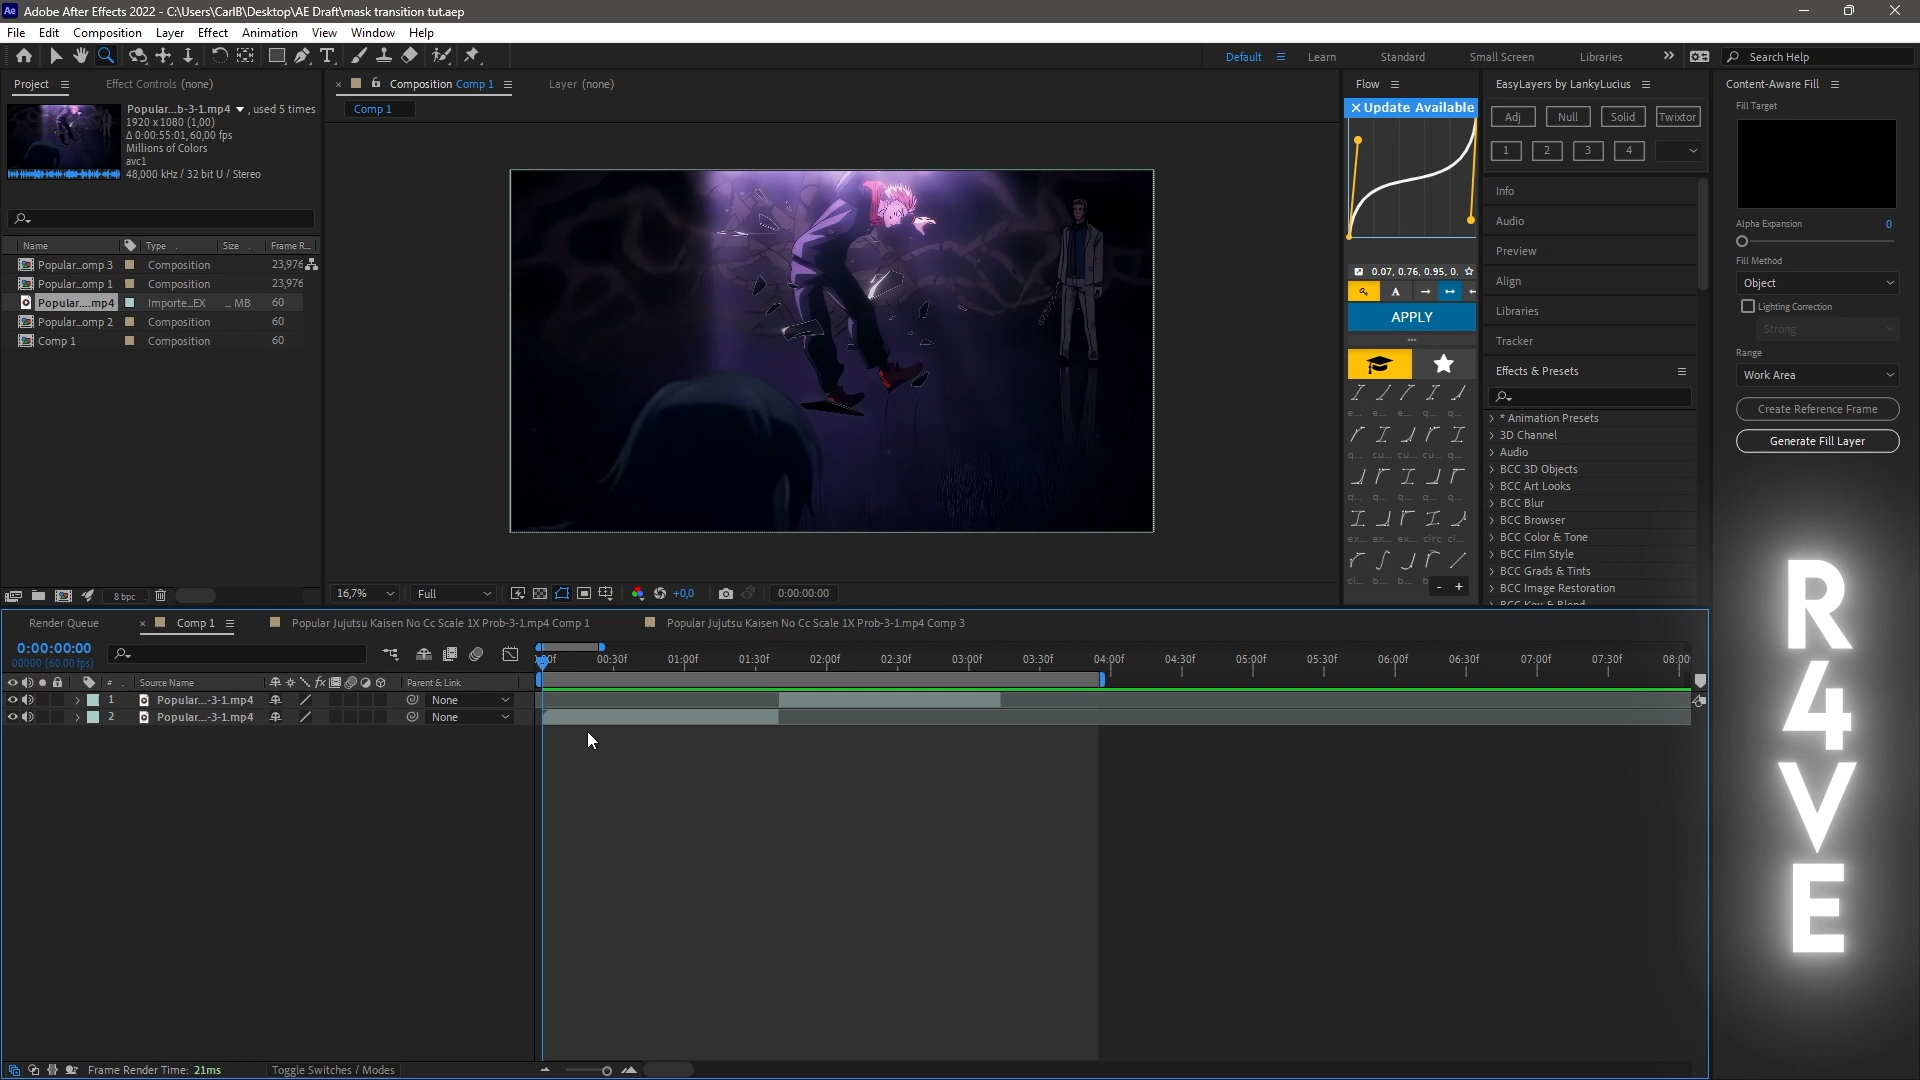 Adobe After Effects 2022 - C:\Users\CarlB\Desktop\AE Draft\mask transition tut.aep
File Edit Composition Layer Effect Animation View Window Help
Default Learn Standard Small Screen Libraries Search Help
Project Effect Controls (none)
Popular...b-3-1.mp4 , used 5 times
1920 x 1080 (1,00)
Δ 0:00:55:01, 60,00 fps
Millions of Colors
avc1
48,000 kHz / 32 bit U / Stereo
Name Type Size Frame R...
Popular...omp 3 Composition 23,976
Popular...omp 1 Composition 23,976
Popular....mp4 Importe...EX ... MB 60
Popular...omp 2 Composition 60
Comp 1 Composition 60
8 bpc
Composition Comp 1 Layer (none)
Comp 1
16,7% Full +0,0 0:00:00:00
Flow
Update Available
0.07, 0.76, 0.95, 0.
A
APPLY
e... e... e... q... q...
q... cu... cu... cu... q...
q... q... q... q... q...
ex... ex... ex... circ ci...
ci... b... b... b
- +
EasyLayers by LankyLucius
Adj Null Solid Twixtor
1 2 3 4
Info
Audio
Preview
Align
Libraries
Tracker
Effects & Presets
* Animation Presets
3D Channel
Audio
BCC 3D Objects
BCC Art Looks
BCC Blur
BCC Browser
BCC Color & Tone
BCC Film Style
BCC Grads & Tints
BCC Image Restoration
BCC Key & Blend
Content-Aware Fill
Fill Target
Alpha Expansion 0
Fill Method
Object
Lighting Correction
Strong
Range
Work Area
Create Reference Frame
Generate Fill Layer
R
4
V
E
Render Queue Comp 1 Popular Jujutsu Kaisen No Cc Scale 1X Prob-3-1.mp4 Comp 1 Popular Jujutsu Kaisen No Cc Scale 1X Prob-3-1.mp4 Comp 3
0:00:00:00
00000 (60.00 fps)
00:30f 01:00f 01:30f 02:00f 02:30f 03:00f 03:30f 04:00f 04:30f 05:00f 05:30f 06:00f 06:30f 07:00f 07:30f 08:00
# Source Name fx Parent & Link
1 Popular...-3-1.mp4 None
2 Popular...-3-1.mp4 None
Frame Render Time: 21ms Toggle Switches / Modes